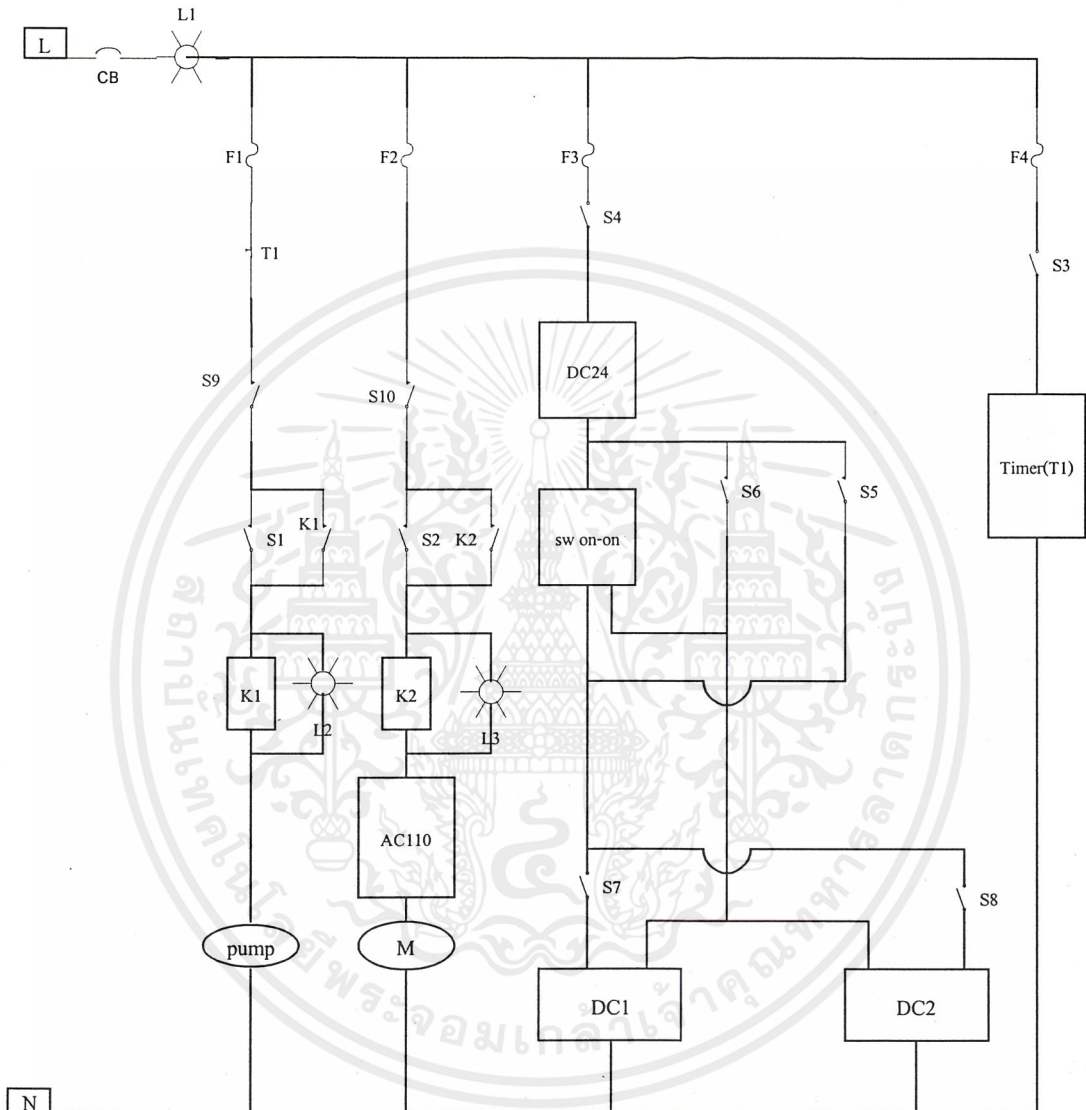 L1
L
CB
F1
F2
F3
F4
S4
T1
S3
DC24
S9
S10
Timer(T1)
S6
S5
K1
S1
S2
K2
sw on-on
K1
K2
L2
L3
AC110
S7
S8
pump
M
DC1
DC2
N